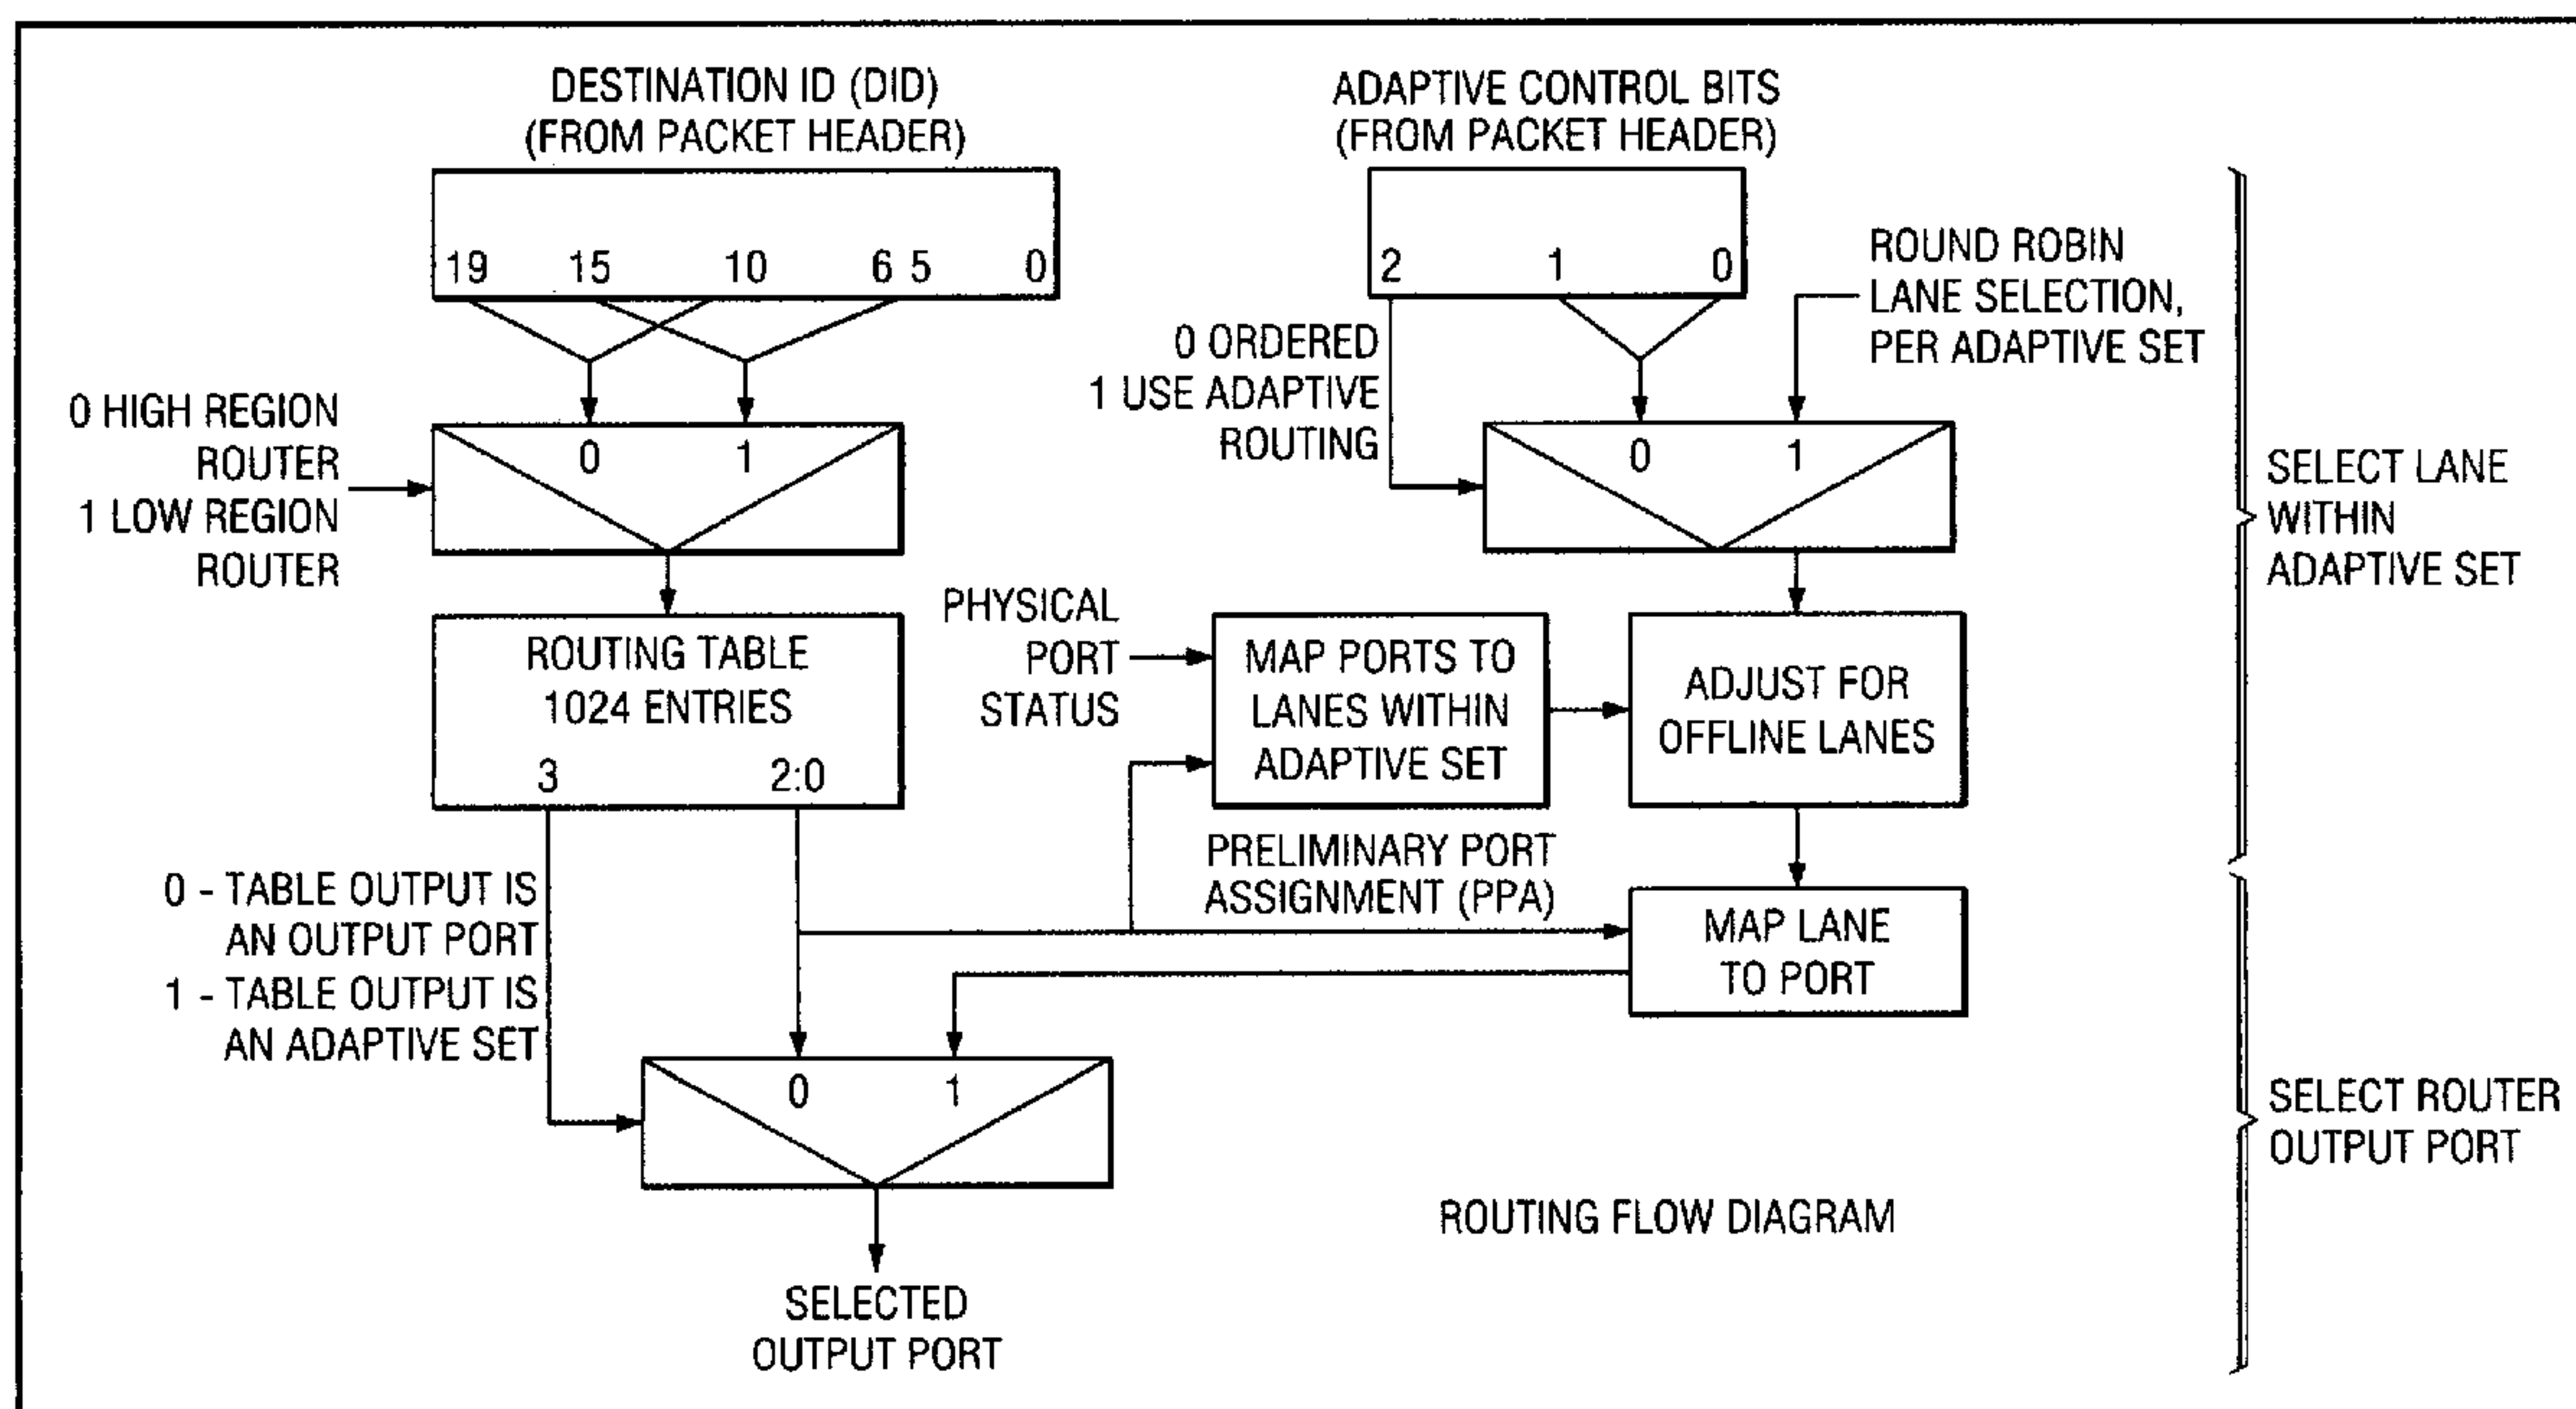 DESTINATION ID (DID)
(FROM PACKET HEADER)
19 15 10 6 5 0
ADAPTIVE CONTROL BITS
(FROM PACKET HEADER)
2 1 0
ROUND ROBIN
LANE SELECTION,
PER ADAPTIVE SET
0 HIGH REGION
ROUTER
1 LOW REGION
ROUTER
0 1
0 ORDERED
1 USE ADAPTIVE
ROUTING
0 1
SELECT LANE
WITHIN
ADAPTIVE SET
ROUTING TABLE
1024 ENTRIES
3 2:0
PHYSICAL
PORT
STATUS
MAP PORTS TO
LANES WITHIN
ADAPTIVE SET
ADJUST FOR
OFFLINE LANES
PRELIMINARY PORT
ASSIGNMENT (PPA)
MAP LANE
TO PORT
0 - TABLE OUTPUT IS
AN OUTPUT PORT
1 - TABLE OUTPUT IS
AN ADAPTIVE SET
0 1
SELECT ROUTER
OUTPUT PORT
ROUTING FLOW DIAGRAM
SELECTED
OUTPUT PORT